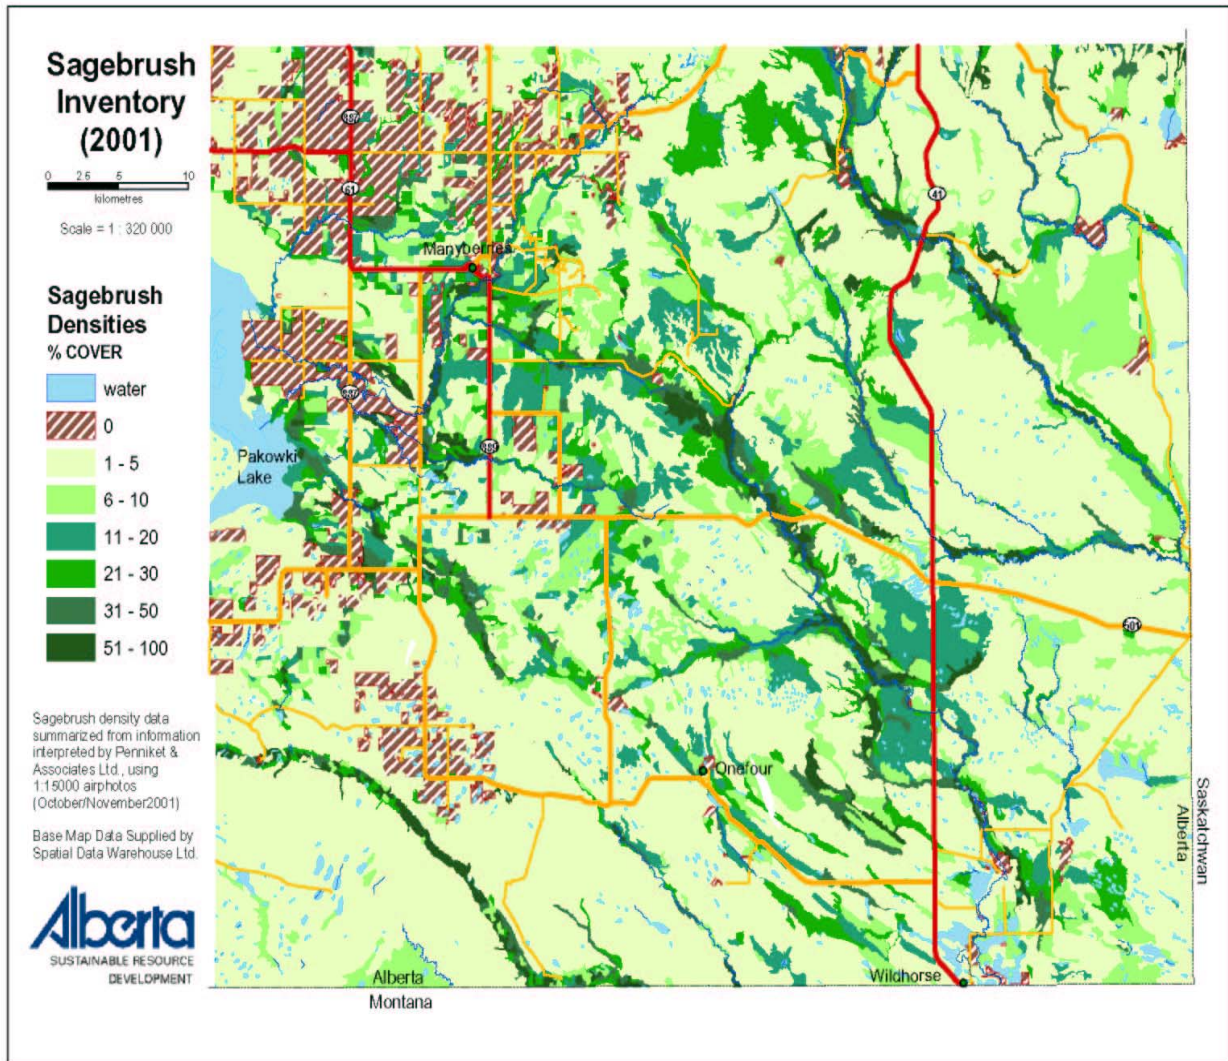 Sagebrush
Inventory
(2001)
0 2.5 5 10
kilometres
Scale = 1 : 320 000
Sagebrush
Densities
% COVER
water
0
1 - 5
6 - 10
11 - 20
21 - 30
31 - 50
51 - 100
Sagebrush density data
summarized from information
interpreted by Penniket &
Associates Ltd., using
1:15000 airphotos
(October/November2001)
Base Map Data Supplied by
Spatial Data Warehouse Ltd.
Alberta
SUSTAINABLE RESOURCE
DEVELOPMENT
61
41
Manyberries
Pakowki
Lake
889
501
Onefour
Saskatchwan
Alberta
Wildhorse
Alberta
Montana